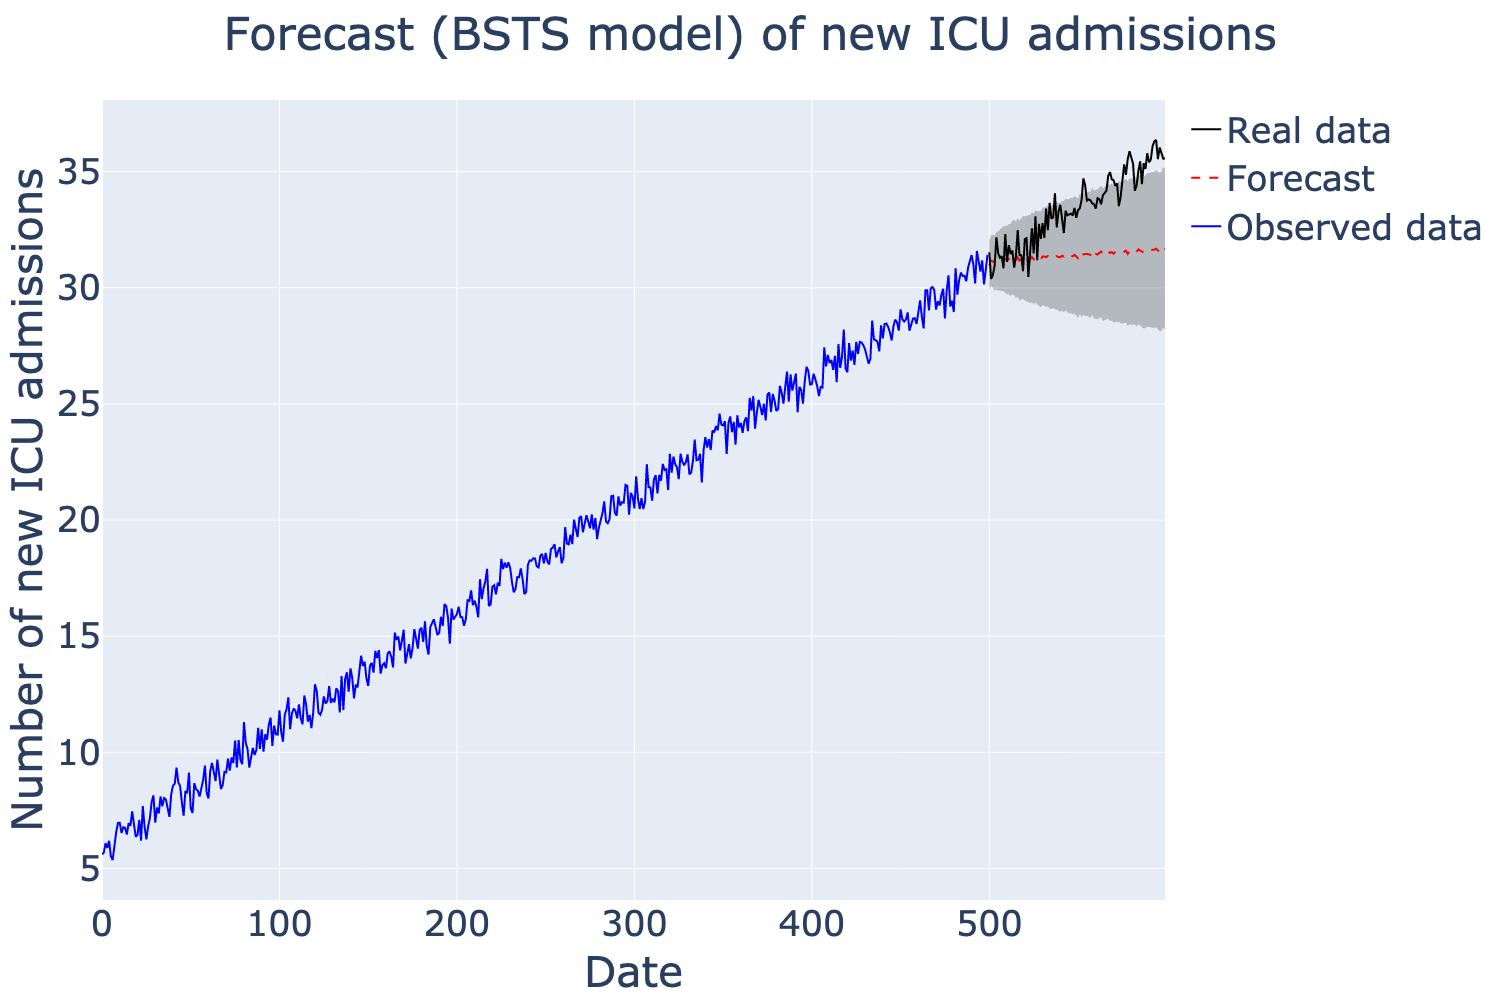 Forecast (BSTS model) of new ICU admissions
Real data
Forecast
Observed data
Number of new ICU admissions
35
30
25
20
15
10
5
0 100 200 300 400 500
Date